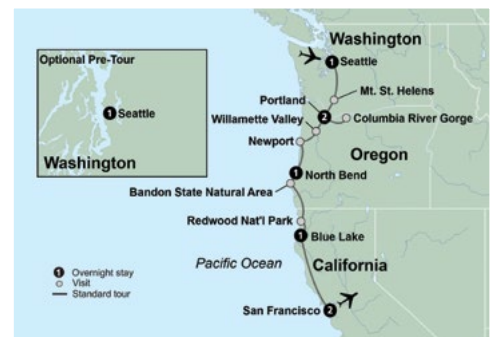 Optional Pre-Tour
1 Seattle
Washington
Washington
1 Seattle
Mt. St. Helens
Portland
2
Columbia River Gorge
Willamette Valley
Newport
Oregon
1 North Bend
Bandon State Natural Area
Redwood Nat'l Park
1 Blue Lake
Pacific Ocean
California
1 Overnight stay
Visit
Standard tour
San Francisco 2